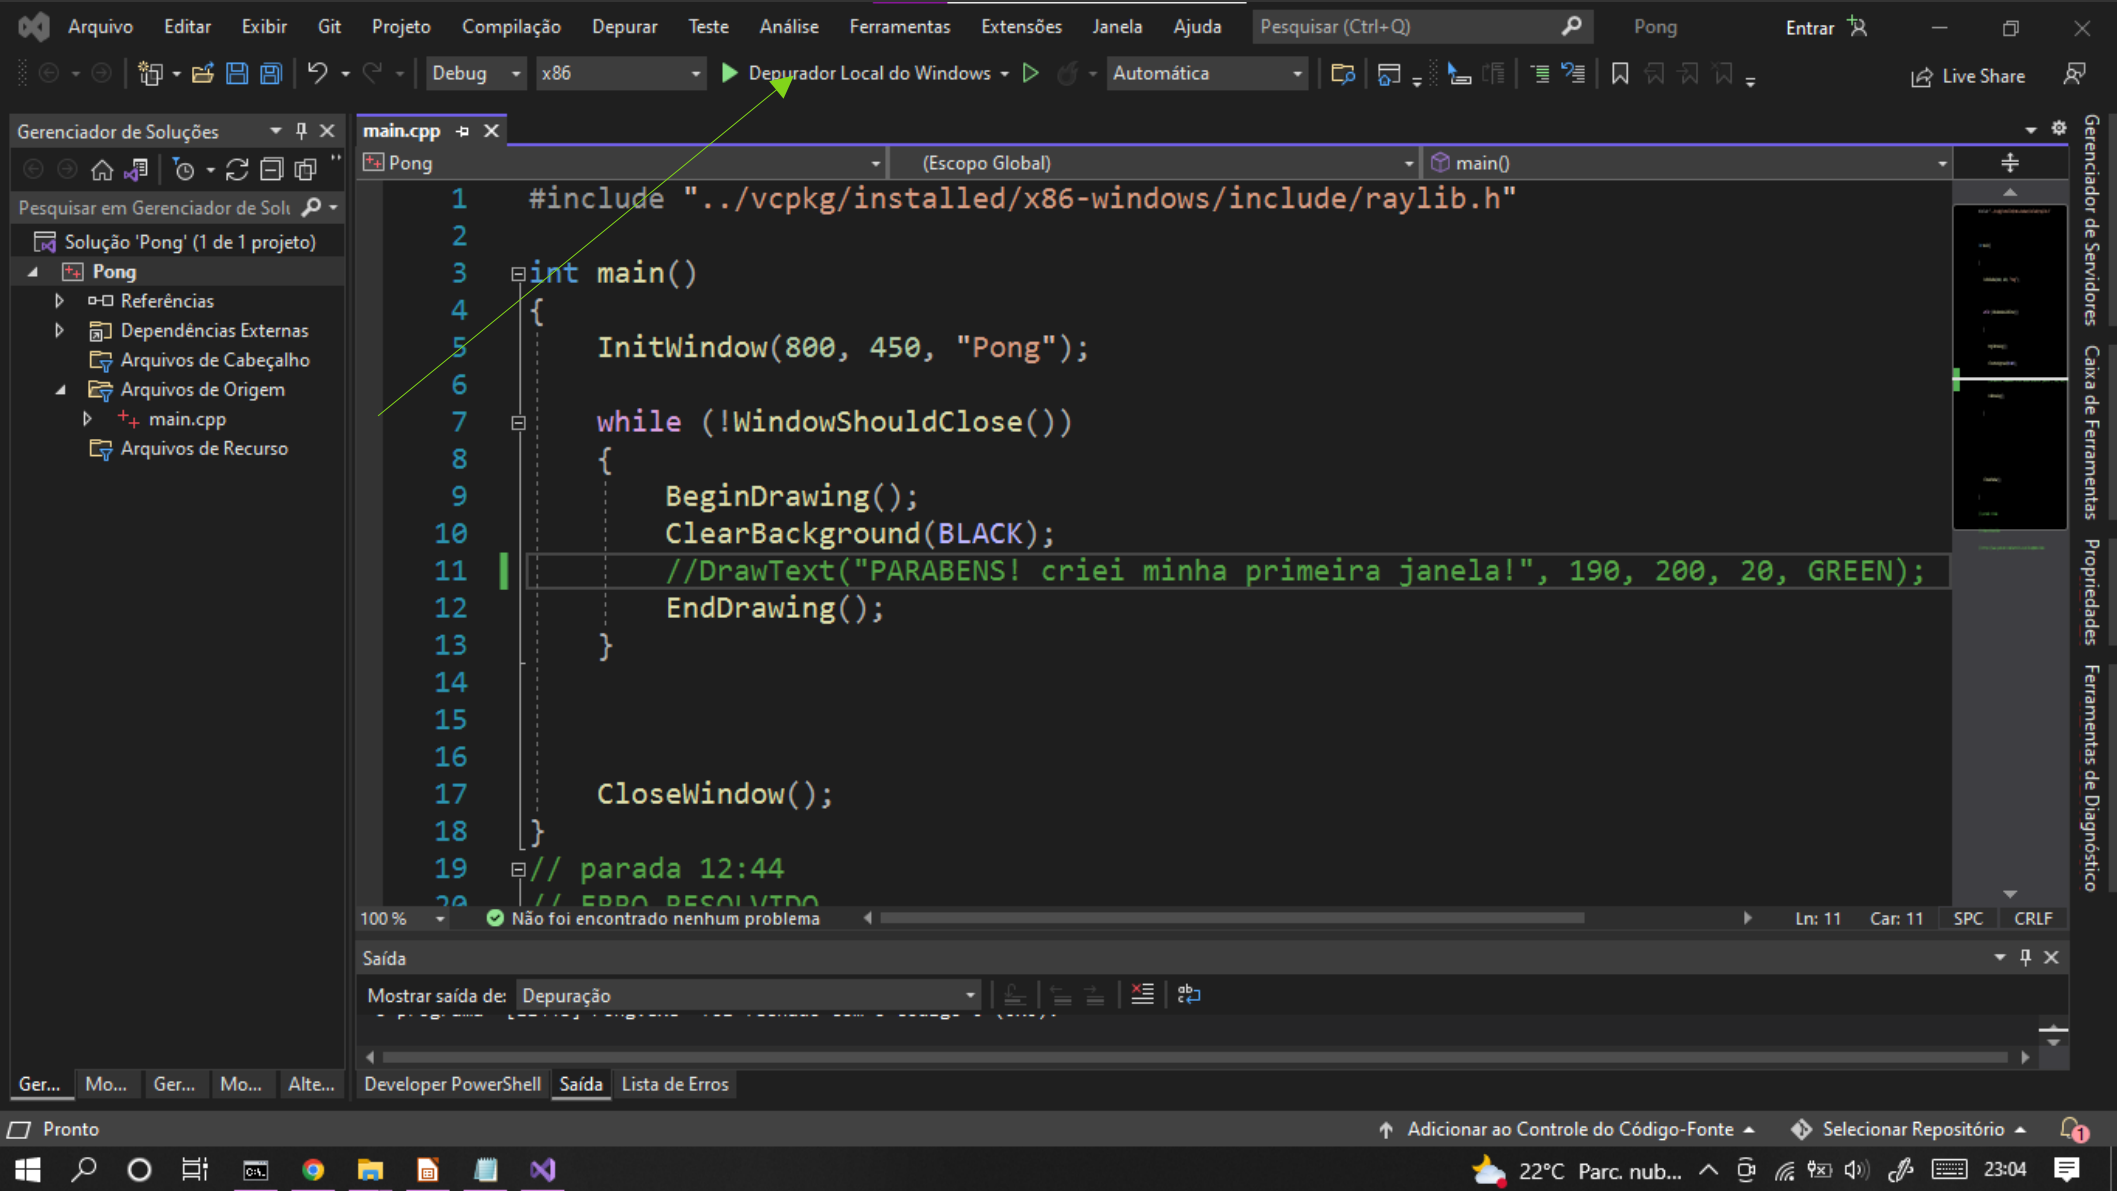 Arquivo Editar Exibir Git Projeto Compilação Depurar Teste Análise Ferramentas Extensões Janela Ajuda Pesquisar (Ctrl+Q) Pong Entrar
Debug x86 Depurador Local do Windows Automática Live Share
Gerenciador de Soluções
Pesquisar em Gerenciador de Solu
Solução 'Pong' (1 de 1 projeto)
Pong
Referências
Dependências Externas
Arquivos de Cabeçalho
Arquivos de Origem
main.cpp
Arquivos de Recurso
Ger... Mo... Ger... Mo... Alte...
main.cpp
Pong (Escopo Global) main()
1 #include "../vcpkg/installed/x86-windows/include/raylib.h"
2
3 int main()
4 {
5 InitWindow(800, 450, "Pong");
6
7 while (!WindowShouldClose())
8 {
9 BeginDrawing();
10 ClearBackground(BLACK);
11 //DrawText("PARABENS! criei minha primeira janela!", 190, 200, 20, GREEN);
12 EndDrawing();
13 }
14
15
16
17 CloseWindow();
18 }
19 // parada 12:44
20 // ERRO RESOLVIDO
100 % Não foi encontrado nenhum problema Ln: 11 Car: 11 SPC CRLF
Saída
Mostrar saída de: Depuração
Developer PowerShell Saída Lista de Erros
Gerenciador de Servidores
Caixa de Ferramentas
Propriedades
Ferramentas de Diagnóstico
Pronto Adicionar ao Controle do Código-Fonte Selecionar Repositório 1
22°C Parc. nub... 23:04